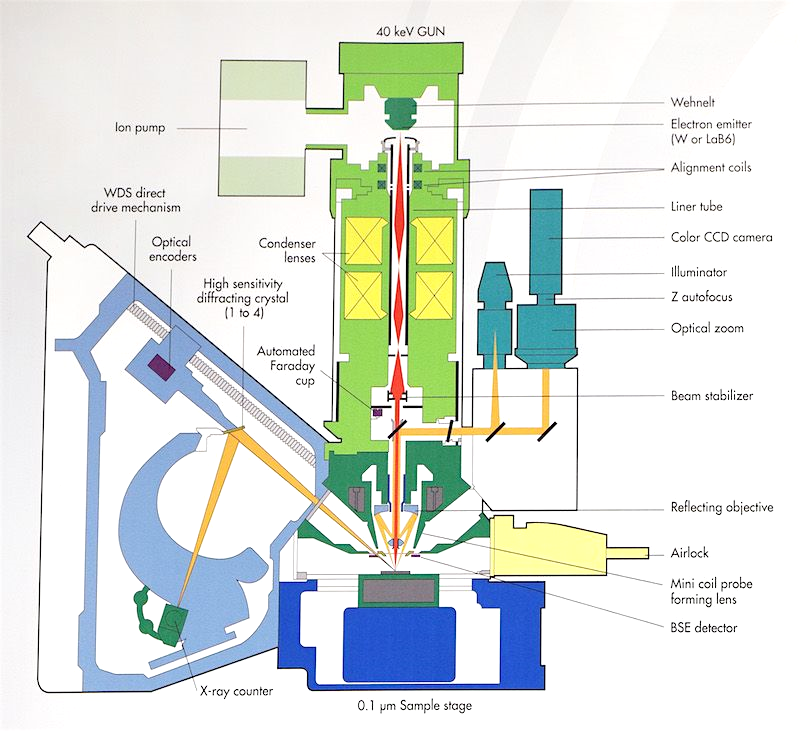 40 keV GUN
Ion pump
WDS direct
drive mechanism
Optical
encoders
High sensitivity
diffracting crystal
(1 to 4)
Condenser
lenses
Automated
Faraday
cup
Wehnelt
Electron emitter
(W or LaB6)
Alignment coils
Liner tube
Color CCD camera
Illuminator
Z autofocus
Optical zoom
Beam stabilizer
Reflecting objective
Airlock
Mini coil probe
forming lens
BSE detector
X-ray counter
0.1 µm Sample stage